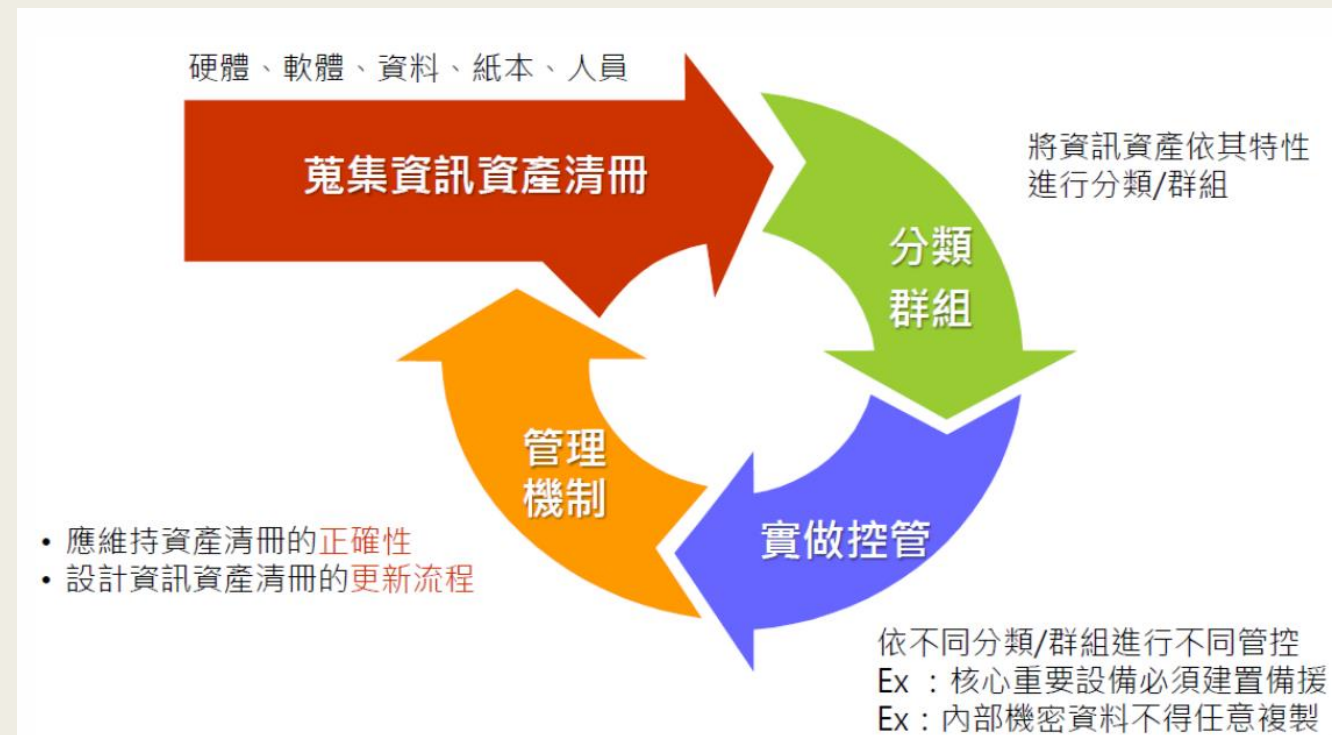 硬體、軟體、資料、紙本、人員
蒐集資訊資產清冊
將資訊資產依其特性
進行分類/群組
分類
群組
實做控管
依不同分類/群組進行不同管控
Ex ：核心重要設備必須建置備援
Ex：內部機密資料不得任意複製
管理
機制
• 應維持資產清冊的正確性
• 設計資訊資產清冊的更新流程